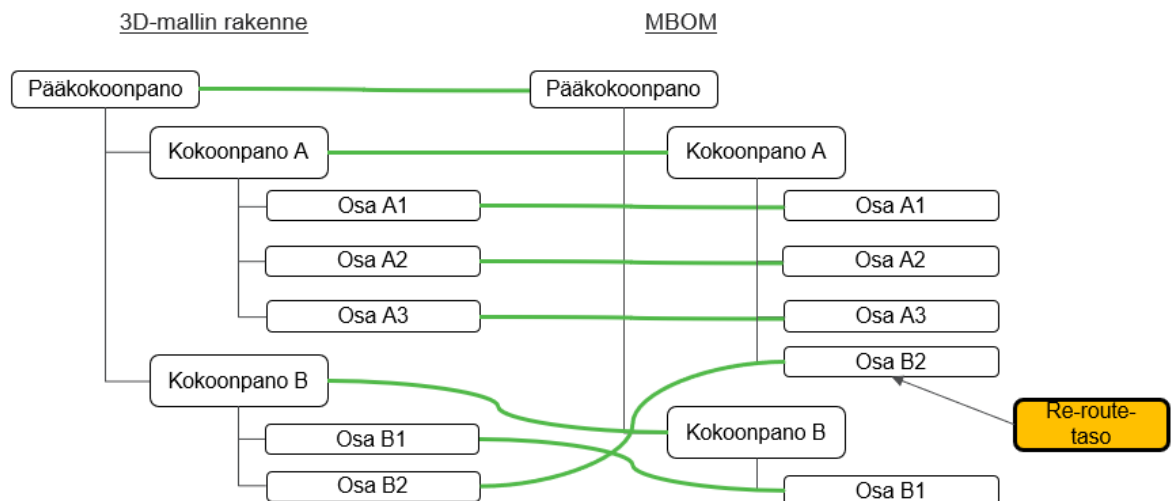 3D-mallin rakenne
MBOM
Pääkokoonpano
Pääkokoonpano
Kokoonpano A
Kokoonpano A
Osa A1
Osa A1
Osa A2
Osa A2
Osa A3
Osa A3
Osa B2
Kokoonpano B
Re-route-
taso
Kokoonpano B
Osa B1
Osa B2
Osa B1